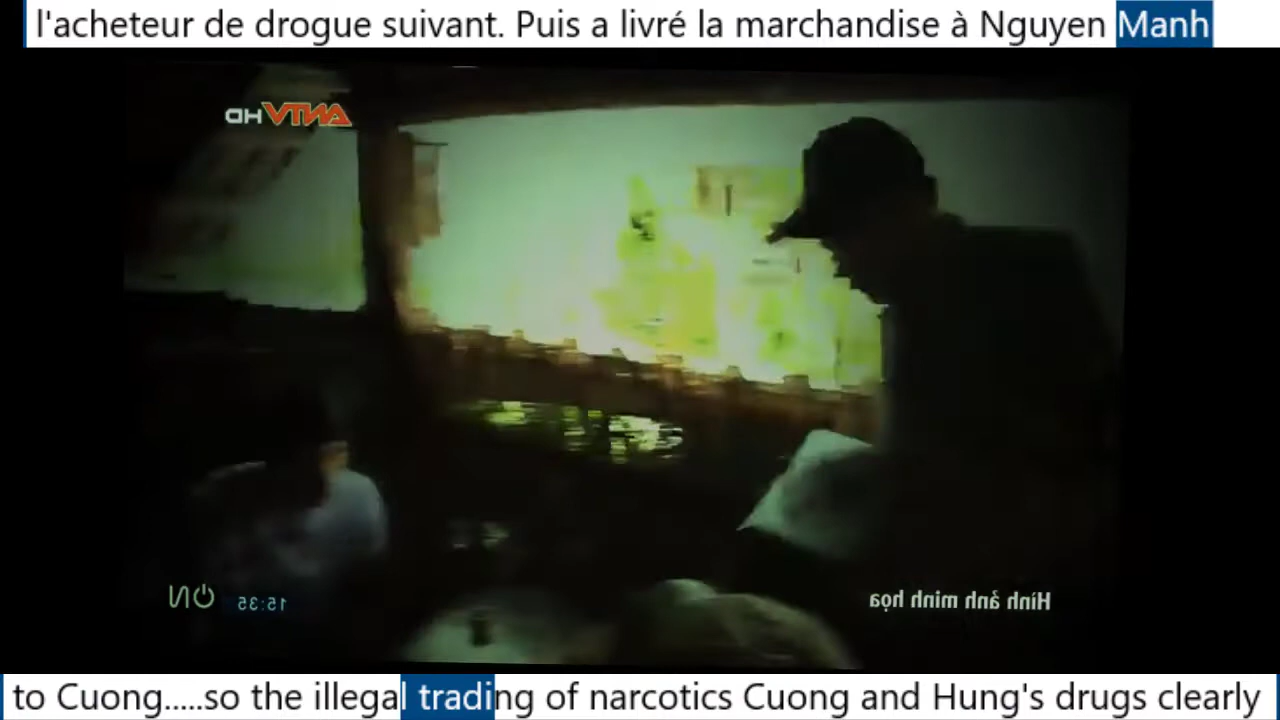 l'acheteur de drogue suivant. Puis a livré la marchandise à Nguyen Manh
ANTV HD
ON 15:35
Hình ảnh minh họa
to Cuong.....so the illegal trading of narcotics Cuong and Hung's drugs clearly